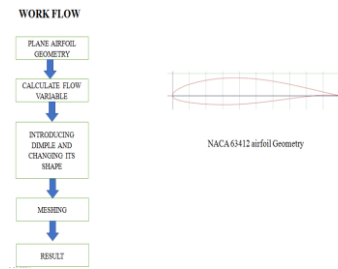 WORK FLOW
PLANE AIRFOIL
GEOMETRY
CALCULATE FLOW
VARIABLE
INTRODUCING
DIMPLE AND
CHANGING ITS
SHAPE
MESHING
RESULT
NACA 63412 airfoil Geometry